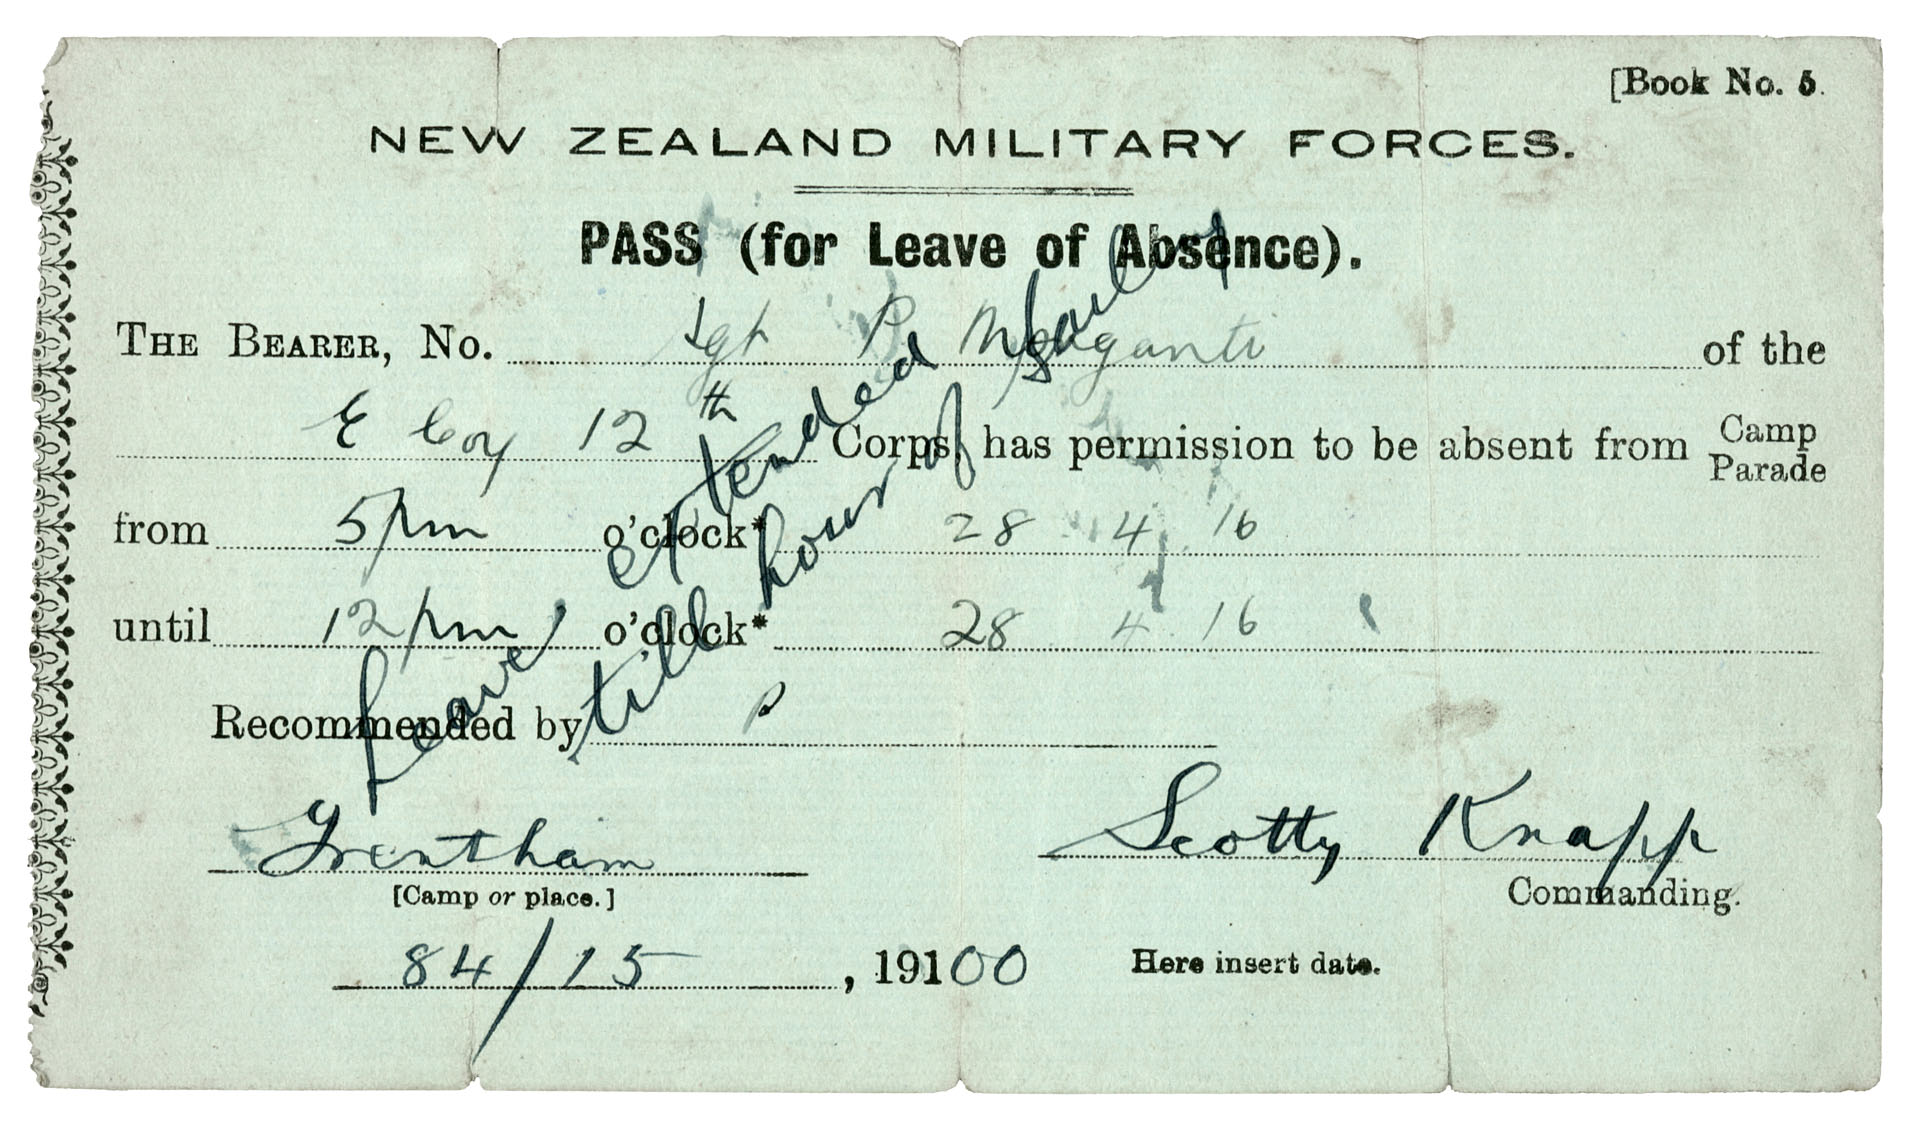 [Book No. 5.
NEW ZEALAND MILITARY FORCES.
PASS (for Leave of Absence).
THE BEARER, No. Sgt P of the
E Coy 12th Corps, has permission to be absent from Camp
Parade
from 5pm o'clock* 28 4 16
until 12pm o'clock* 28 4 16
Leave extended
till hour of
Recommended by
Trentham Scotty Knapp
[Camp or place.] Commanding.
84/15, 19100 Here insert date.